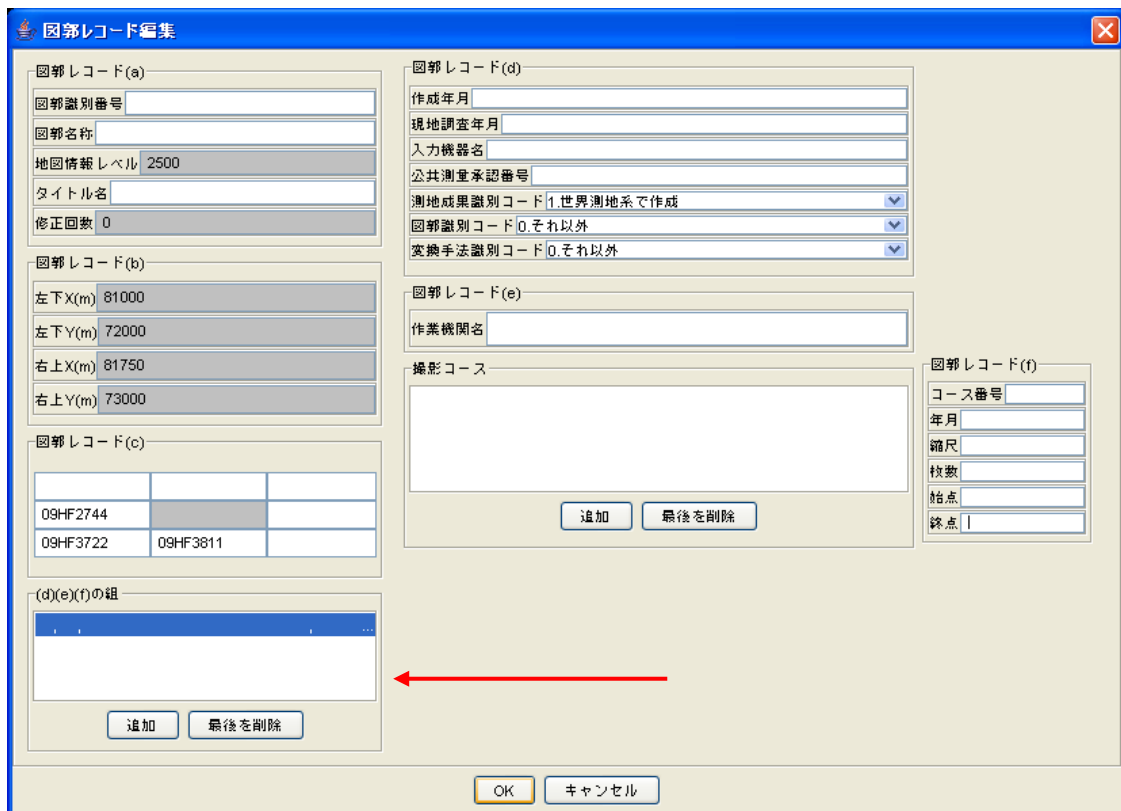 図郭レコード編集
図郭レコード(a)
図郭識別番号
図郭名称
地図情報レベル 2500
タイトル名
修正回数 0
図郭レコード(b)
左下X(m) 81000
左下Y(m) 72000
右上X(m) 81750
右上Y(m) 73000
図郭レコード(c)
09HF2744
09HF3722 09HF3811
(d)(e)(f)の組
, , , ...
追加 最後を削除
図郭レコード(d)
作成年月
現地調査年月
入力機器名
公共測量承認番号
測地成果識別コード 1.世界測地系で作成
図郭識別コード 0.それ以外
変換手法識別コード 0.それ以外
図郭レコード(e)
作業機関名
撮影コース
追加 最後を削除
図郭レコード(f)
コース番号
年月
縮尺
枚数
始点
終点
OK キャンセル